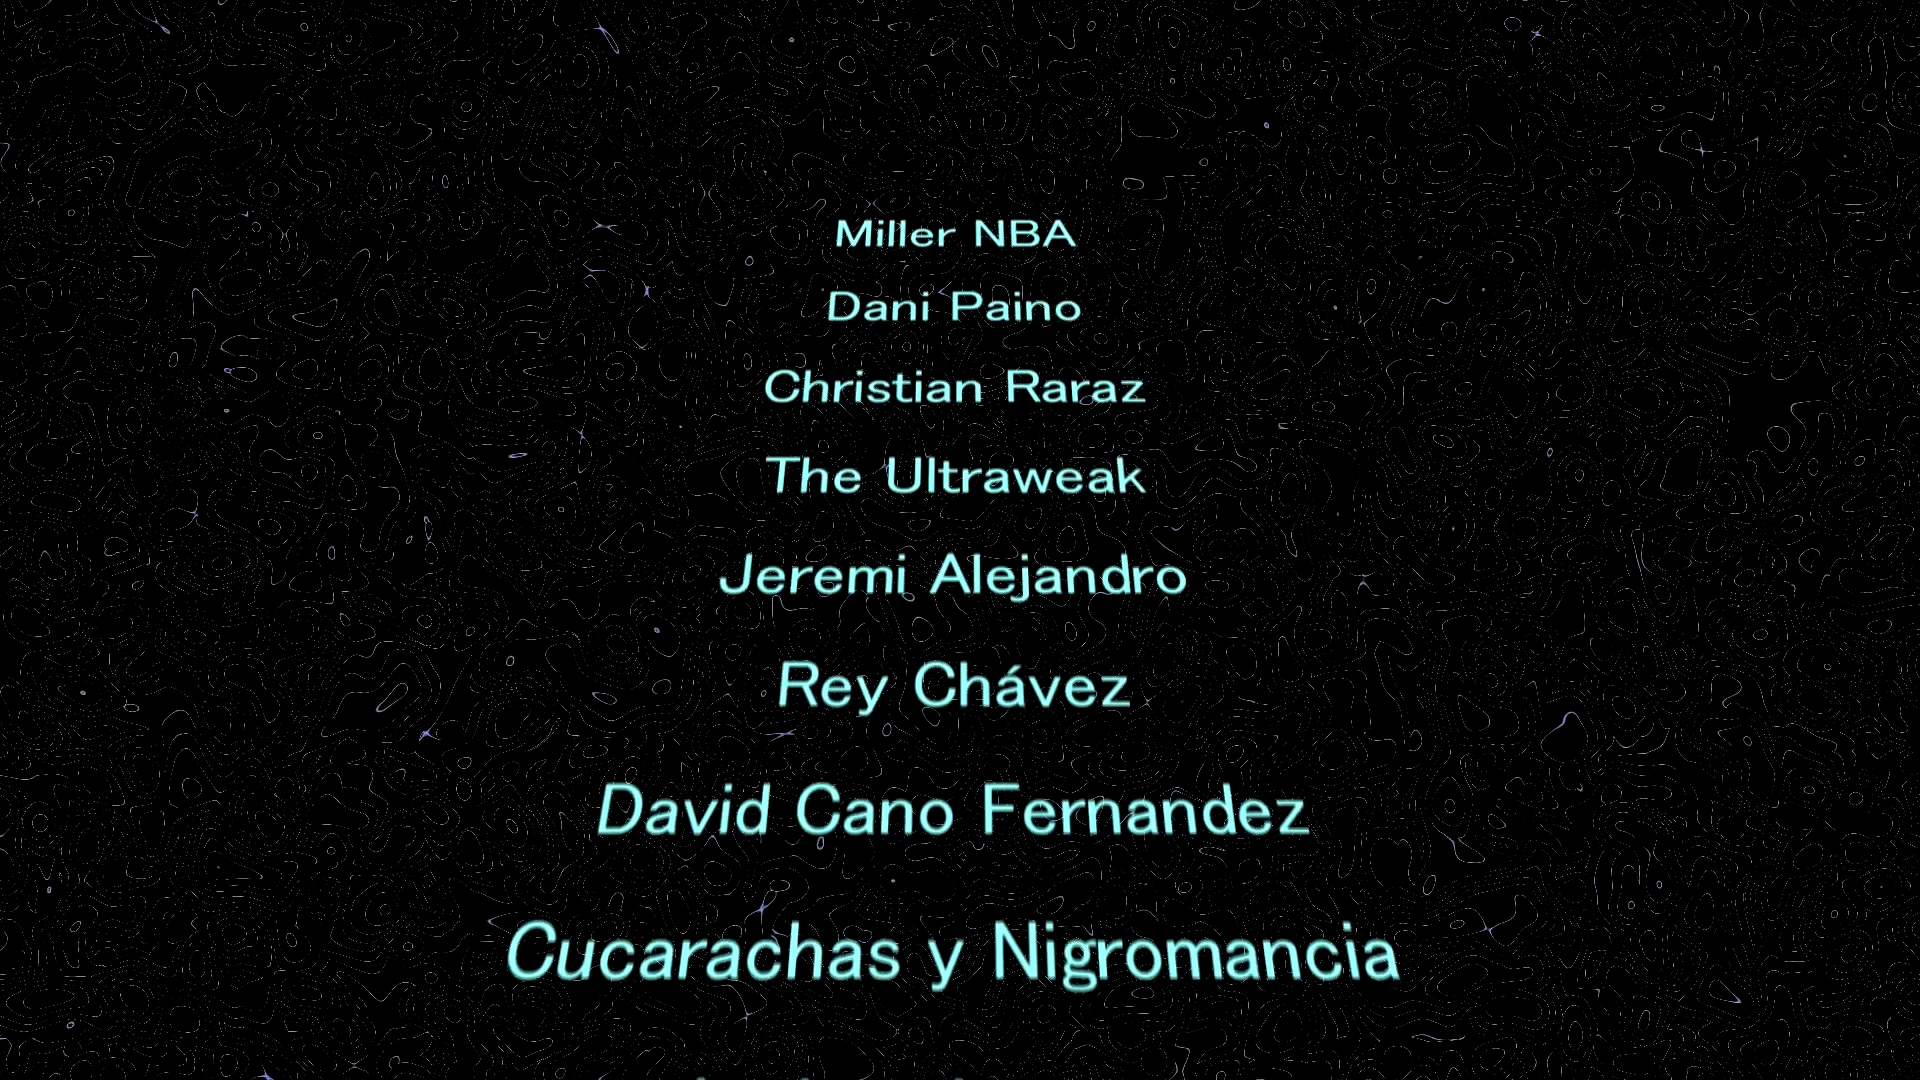 Miller NBA
Dani Paino
Christian Raraz
The Ultraweak
Jeremi Alejandro
Rey Chávez
David Cano Fernandez
Cucarachas y Nigromancia